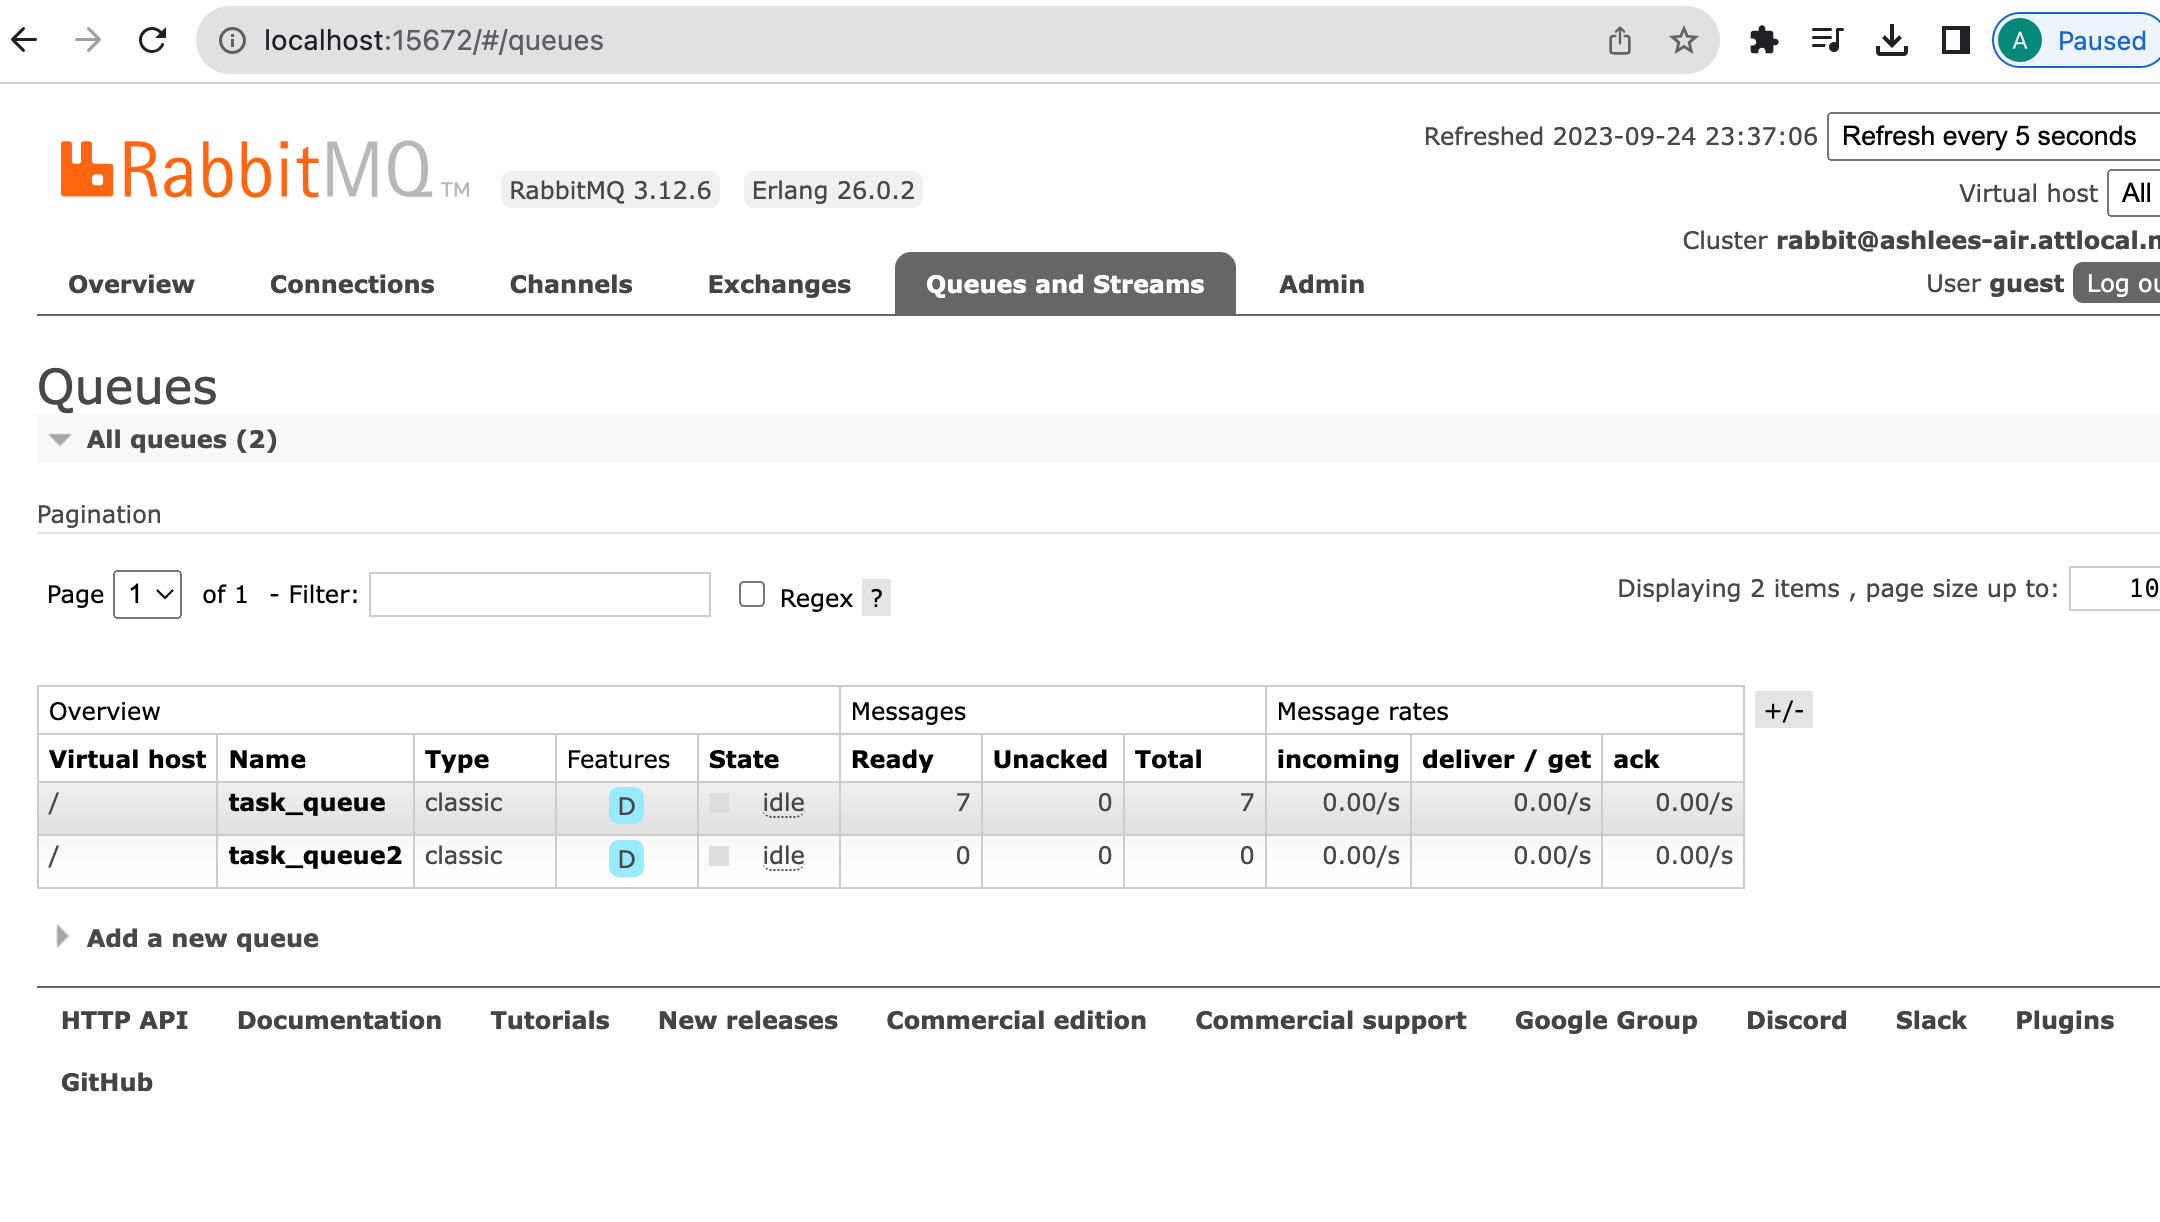 localhost:15672/#/queues
A Paused
Refreshed 2023-09-24 23:37:06 Refresh every 5 seconds
RabbitMQ TM RabbitMQ 3.12.6 Erlang 26.0.2
Virtual host All
Cluster rabbit@ashlees-air.attlocal.n
Overview Connections Channels Exchanges Queues and Streams Admin
User guest Log ou
Queues
All queues (2)
Pagination
Page 1 of 1 - Filter: Regex ? Displaying 2 items , page size up to: 10
Overview Messages Message rates +/-
Virtual host Name Type Features State Ready Unacked Total incoming deliver / get ack
/ task_queue classic D idle 7 0 7 0.00/s 0.00/s 0.00/s
/ task_queue2 classic D idle 0 0 0 0.00/s 0.00/s 0.00/s
Add a new queue
HTTP API Documentation Tutorials New releases Commercial edition Commercial support Google Group Discord Slack Plugins
GitHub